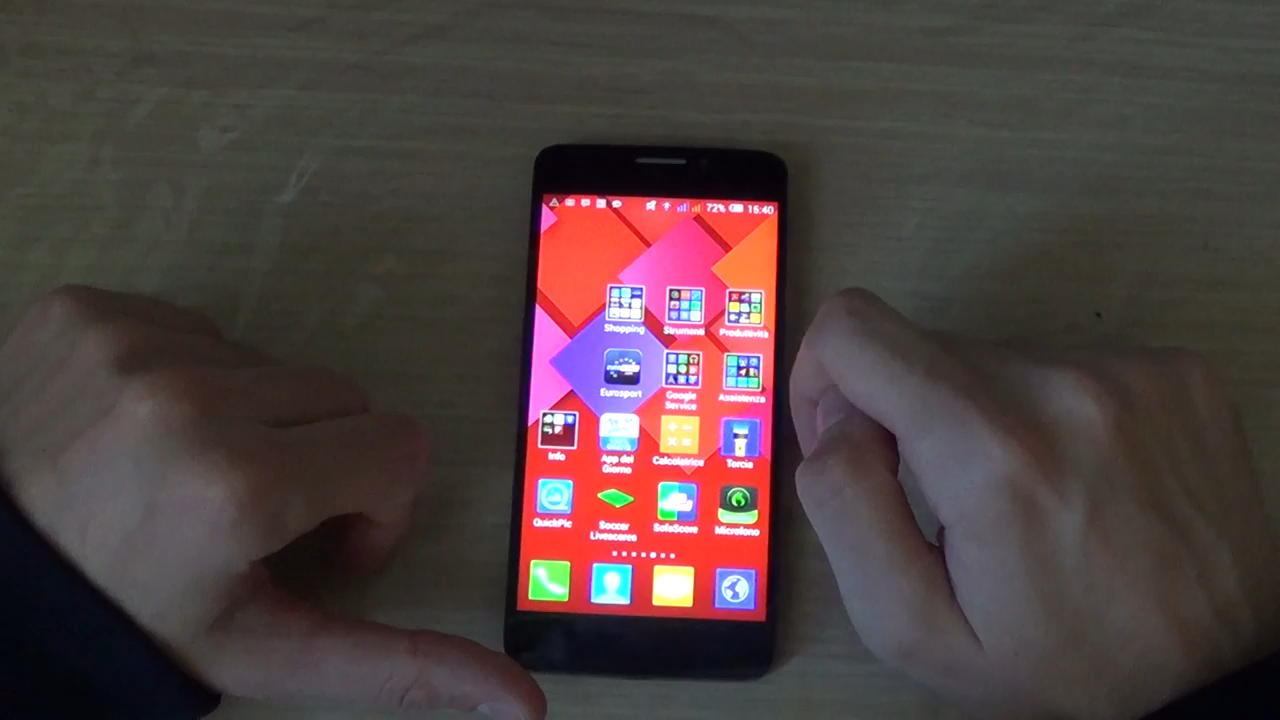 72% 15:40
Shopping Strumenti Produttività
Eurosport Google Service Assistenza
Info App del Giorno Calcolatrice Torcia
QuickPic Soccer Livescores SofaScore Microfono